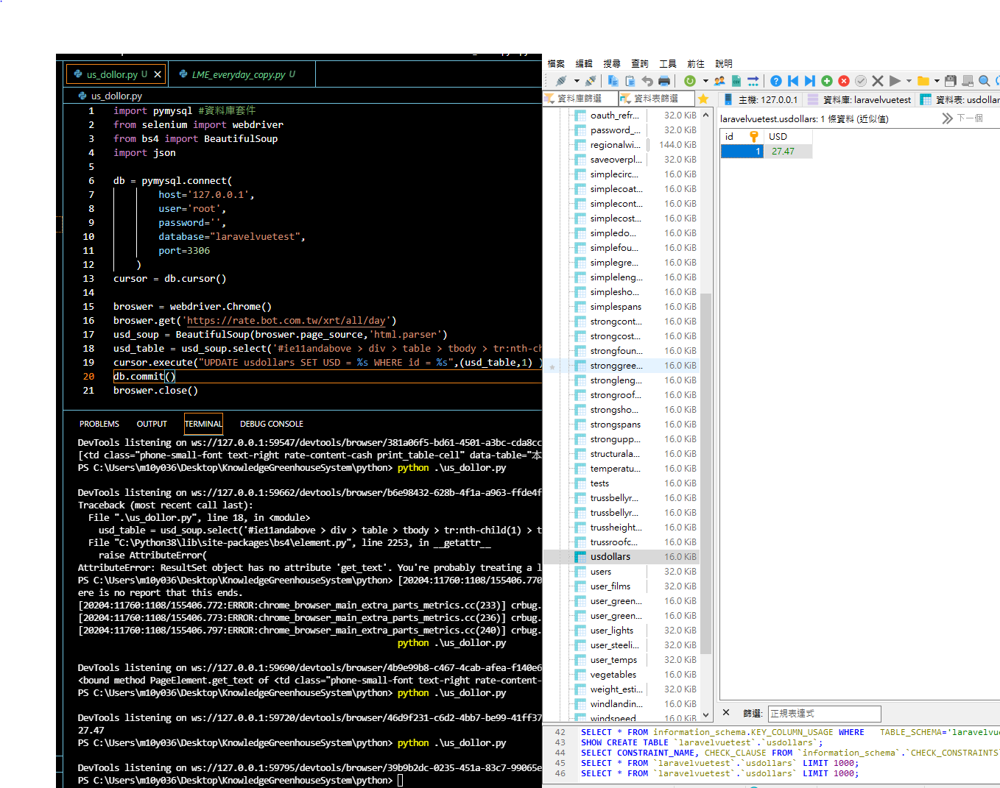 us_dollor.py U ✕
LME_everyday_copy.py U
us_dollor.py
1 import pymysql #資料庫套件
2 from selenium import webdriver
3 from bs4 import BeautifulSoup
4 import json
5
6 db = pymysql.connect(
7 host='127.0.0.1',
8 user='root',
9 password='',
10 database="laravelvuetest",
11 port=3306
12 )
13 cursor = db.cursor()
14
15 broswer = webdriver.Chrome()
16 broswer.get('https://rate.bot.com.tw/xrt/all/day')
17 usd_soup = BeautifulSoup(broswer.page_source,'html.parser')
18 usd_table = usd_soup.select('#ie11andabove > div > table > tbody > tr:nth-ch
19 cursor.execute("UPDATE usdollars SET USD = %s WHERE id = %s",(usd_table,1) )
20 db.commit()
21 broswer.close()
PROBLEMS OUTPUT TERMINAL DEBUG CONSOLE
DevTools listening on ws://127.0.0.1:59547/devtools/browser/381a06f5-bd61-4501-a3bc-cda8cc
[<td class="phone-small-font text-right rate-content-cash print_table-cell" data-table="本
PS C:\Users\m10y036\Desktop\KnowledgeGreenhouseSystem\python> python .\us_dollor.py
DevTools listening on ws://127.0.0.1:59662/devtools/browser/b6e98432-628b-4f1a-a963-ffde4f
Traceback (most recent call last):
File ".\us_dollor.py", line 18, in <module>
usd_table = usd_soup.select('#ie11andabove > div > table > tbody > tr:nth-child(1) > t
File "C:\Python38\lib\site-packages\bs4\element.py", line 2253, in __getattr__
raise AttributeError(
AttributeError: ResultSet object has no attribute 'get_text'. You're probably treating a l
PS C:\Users\m10y036\Desktop\KnowledgeGreenhouseSystem\python> [20204:11760:1108/155406.770
ere is no report that this ends.
[20204:11760:1108/155406.772:ERROR:chrome_browser_main_extra_parts_metrics.cc(233)] crbug.
[20204:11760:1108/155406.773:ERROR:chrome_browser_main_extra_parts_metrics.cc(236)] crbug.
[20204:11760:1108/155406.797:ERROR:chrome_browser_main_extra_parts_metrics.cc(240)] crbug.
python .\us_dollor.py
DevTools listening on ws://127.0.0.1:59690/devtools/browser/4b9e99b8-c467-4cab-afea-f140e6
<bound method PageElement.get_text of <td class="phone-small-font text-right rate-content-
PS C:\Users\m10y036\Desktop\KnowledgeGreenhouseSystem\python> python .\us_dollor.py
DevTools listening on ws://127.0.0.1:59720/devtools/browser/46d9f231-c6d2-4bb7-be99-41ff37
27.47
PS C:\Users\m10y036\Desktop\KnowledgeGreenhouseSystem\python> python .\us_dollor.py
DevTools listening on ws://127.0.0.1:59795/devtools/browser/39b9b2dc-0235-451a-83c7-99065e
PS C:\Users\m10y036\Desktop\KnowledgeGreenhouseSystem\python>
檔案 編輯 搜尋 查詢 工具 前往 說明
資料庫篩選 資料表篩選
主機: 127.0.0.1 資料庫: laravelvuetest 資料表: usdollar
oauth_refr... 32.0 KiB
password_... 32.0 KiB
regionalwi... 144.0 KiB
saveoverpl... 32.0 KiB
simplecirc... 16.0 KiB
simplecoat... 16.0 KiB
simplecont... 16.0 KiB
simplecost... 16.0 KiB
simpledo... 16.0 KiB
simplefou... 16.0 KiB
simplegre... 16.0 KiB
simpleleng... 16.0 KiB
simplesho... 16.0 KiB
simplespans 16.0 KiB
strongcont... 16.0 KiB
strongcost... 16.0 KiB
strongfoun... 16.0 KiB
stronggree... 16.0 KiB
strongleng... 16.0 KiB
strongroof... 16.0 KiB
strongsho... 16.0 KiB
strongspans 16.0 KiB
strongupp... 16.0 KiB
structurala... 16.0 KiB
temperatu... 16.0 KiB
tests 16.0 KiB
trussbellyr... 16.0 KiB
trussbellyr... 16.0 KiB
trussheight... 16.0 KiB
trussroofc... 16.0 KiB
usdollars 16.0 KiB
users 32.0 KiB
user_films 32.0 KiB
user_green... 32.0 KiB
user_green... 32.0 KiB
user_lights 32.0 KiB
user_steeli... 32.0 KiB
user_temps 32.0 KiB
vegetables 16.0 KiB
weight_esti... 32.0 KiB
windlandin... 16.0 KiB
windspeed 16.0 KiB
laravelvuetest.usdollars: 1 條資料 (近似值) 下一個
id USD
1 27.47
✕ 篩選: 正規表達式
42 SELECT * FROM information_schema.KEY_COLUMN_USAGE WHERE TABLE_SCHEMA='laravelvue
43 SHOW CREATE TABLE `laravelvuetest`.`usdollars`;
44 SELECT CONSTRAINT_NAME, CHECK_CLAUSE FROM `information_schema`.`CHECK_CONSTRAINTS`
45 SELECT * FROM `laravelvuetest`.`usdollars` LIMIT 1000;
46 SELECT * FROM `laravelvuetest`.`usdollars` LIMIT 1000;